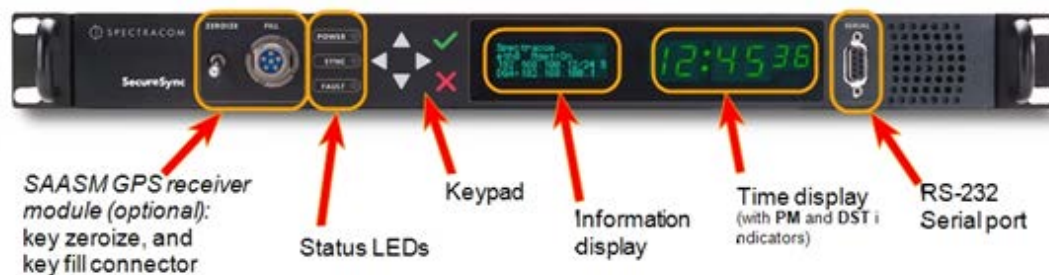 ZEROIZE FILL
SPECTRACOM
SecureSync
POWER
SYNC
FAULT
Spectracom
12:45 36
SERIAL
SAASM GPS receiver
module (optional):
key zeroize, and
key fill connector
Status LEDs
Keypad
Information
display
Time display
(with PM and DST i
ndicators)
RS-232
Serial port